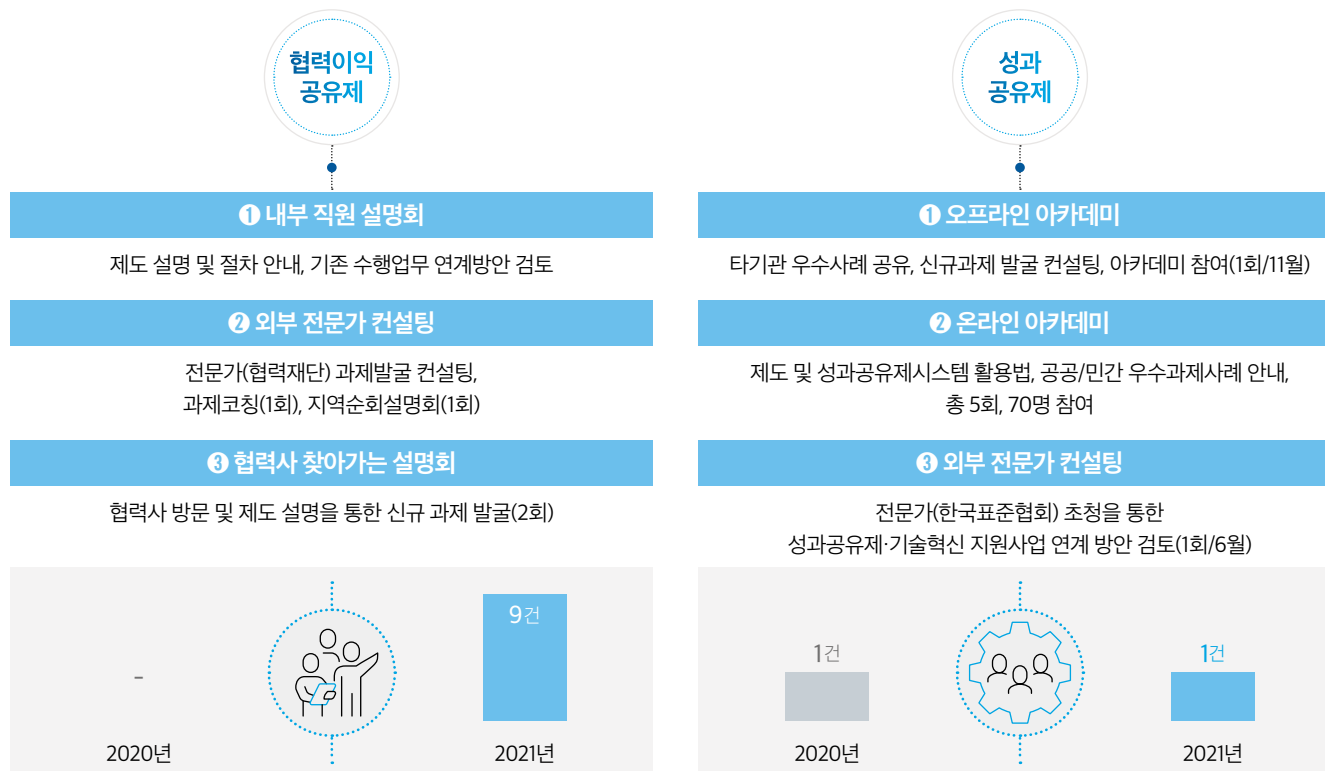 협력이익
공유제
❶ 내부 직원 설명회
제도 설명 및 절차 안내, 기존 수행업무 연계방안 검토
❷ 외부 전문가 컨설팅
전문가(협력재단) 과제발굴 컨설팅,
과제코칭(1회), 지역순회설명회(1회)
❸ 협력사 찾아가는 설명회
협력사 방문 및 제도 설명을 통한 신규 과제 발굴(2회)
-
2020년
9건
2021년
성과
공유제
❶ 오프라인 아카데미
타기관 우수사례 공유, 신규과제 발굴 컨설팅, 아카데미 참여(1회/11월)
❷ 온라인 아카데미
제도 및 성과공유제시스템 활용법, 공공/민간 우수과제사례 안내,
총 5회, 70명 참여
❸ 외부 전문가 컨설팅
전문가(한국표준협회) 초청을 통한
성과공유제·기술혁신 지원사업 연계 방안 검토(1회/6월)
1건
2020년
1건
2021년